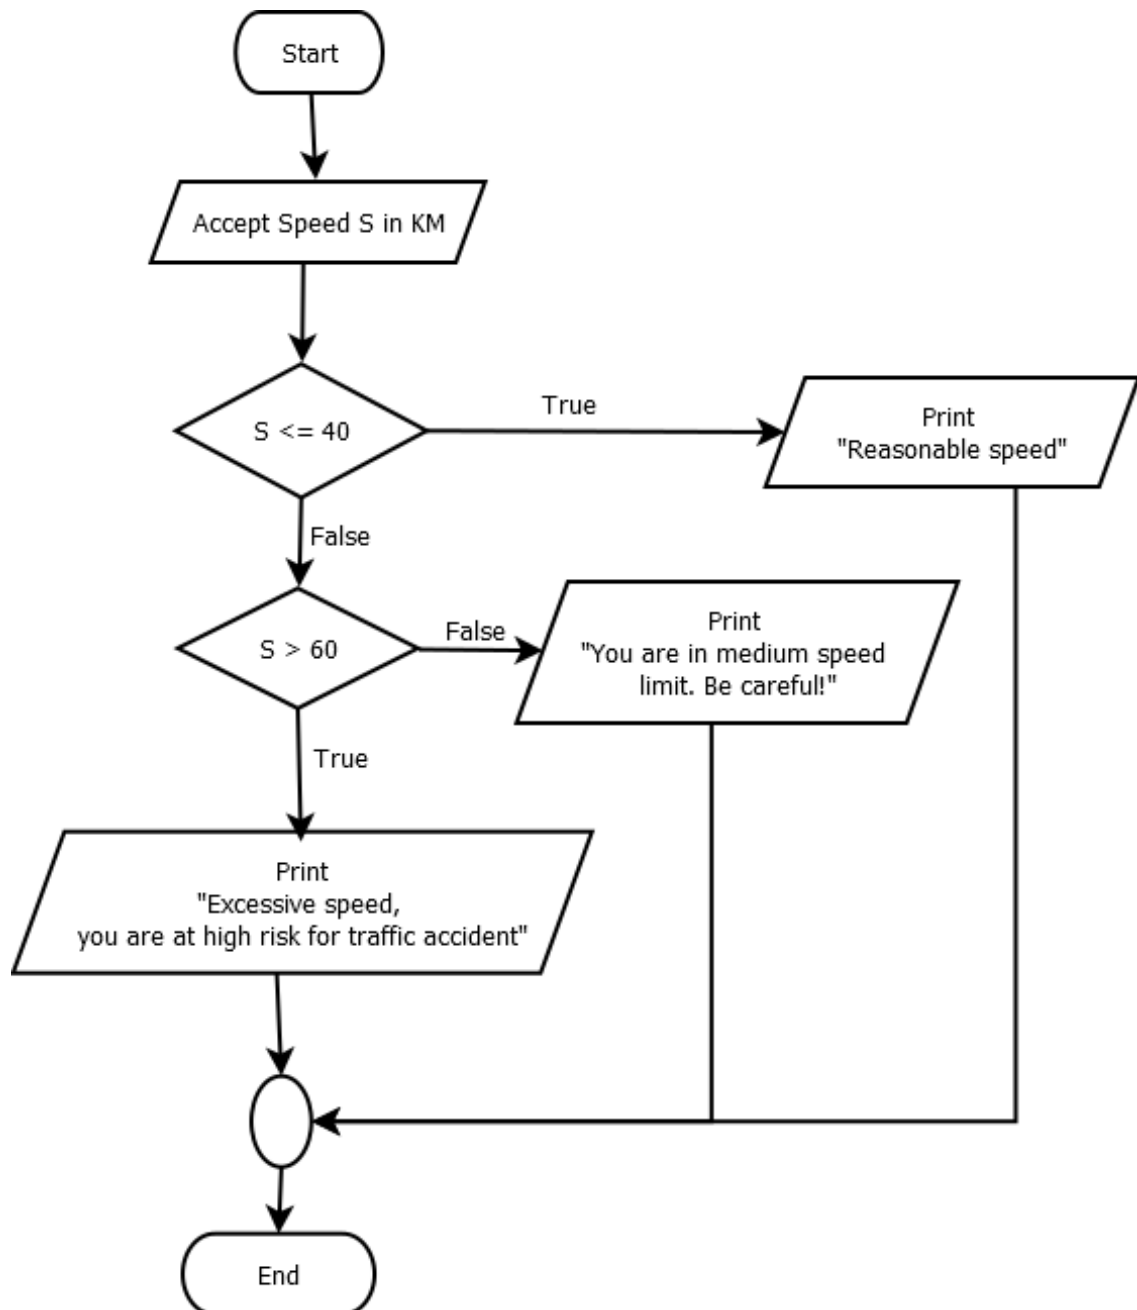 Start
Accept Speed S in KM
S <= 40
True
Print
"Reasonable speed"
False
S > 60
False
Print
"You are in medium speed
limit. Be careful!"
True
Print
"Excessive speed,
you are at high risk for traffic accident"
End